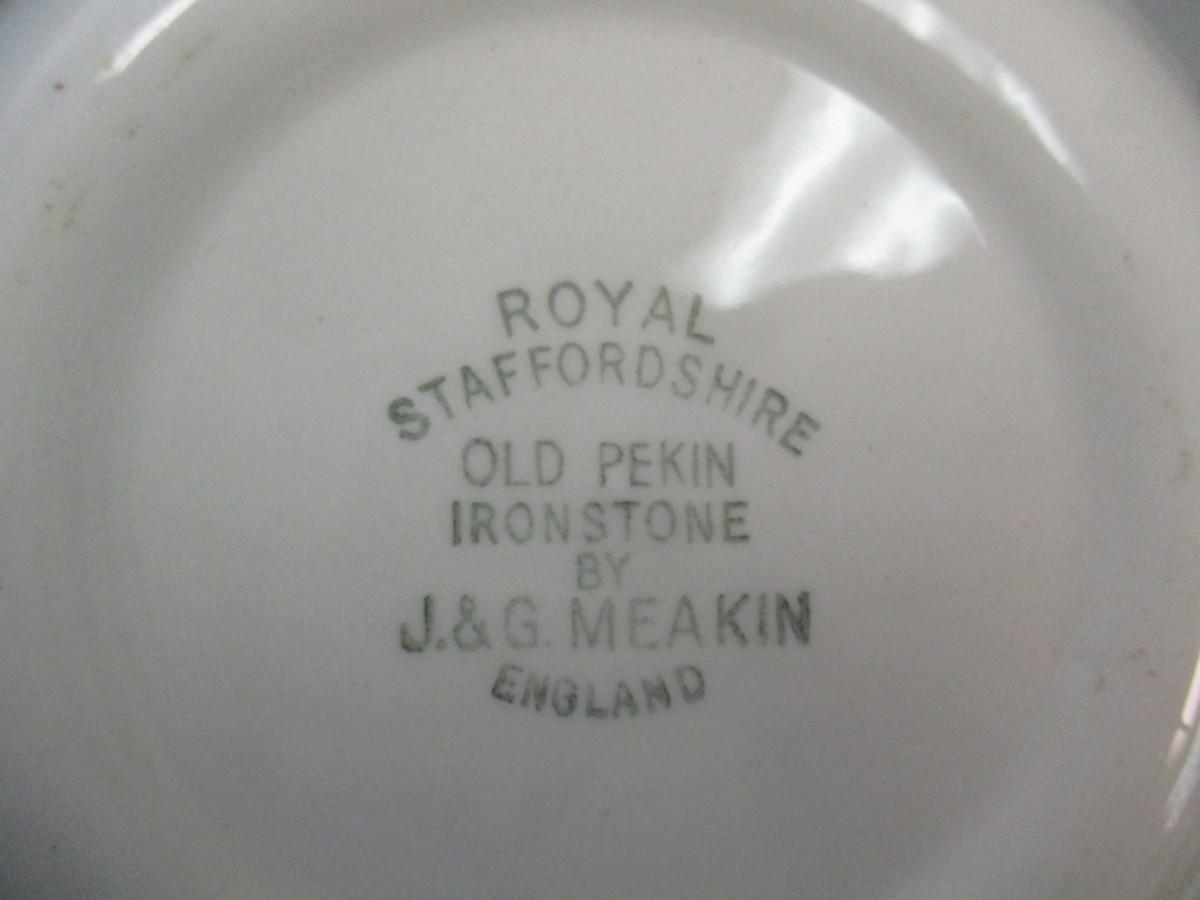 ROYAL
STAFFORDSHIRE
OLD PEKIN
IRONSTONE
BY
J.&G. MEAKIN
ENGLAND